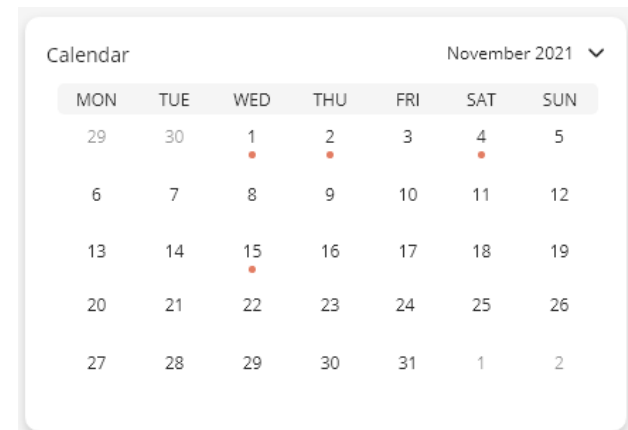 Calendar November 2021
MON TUE WED THU FRI SAT SUN
29 30 1 2 3 4 5
6 7 8 9 10 11 12
13 14 15 16 17 18 19
20 21 22 23 24 25 26
27 28 29 30 31 1 2